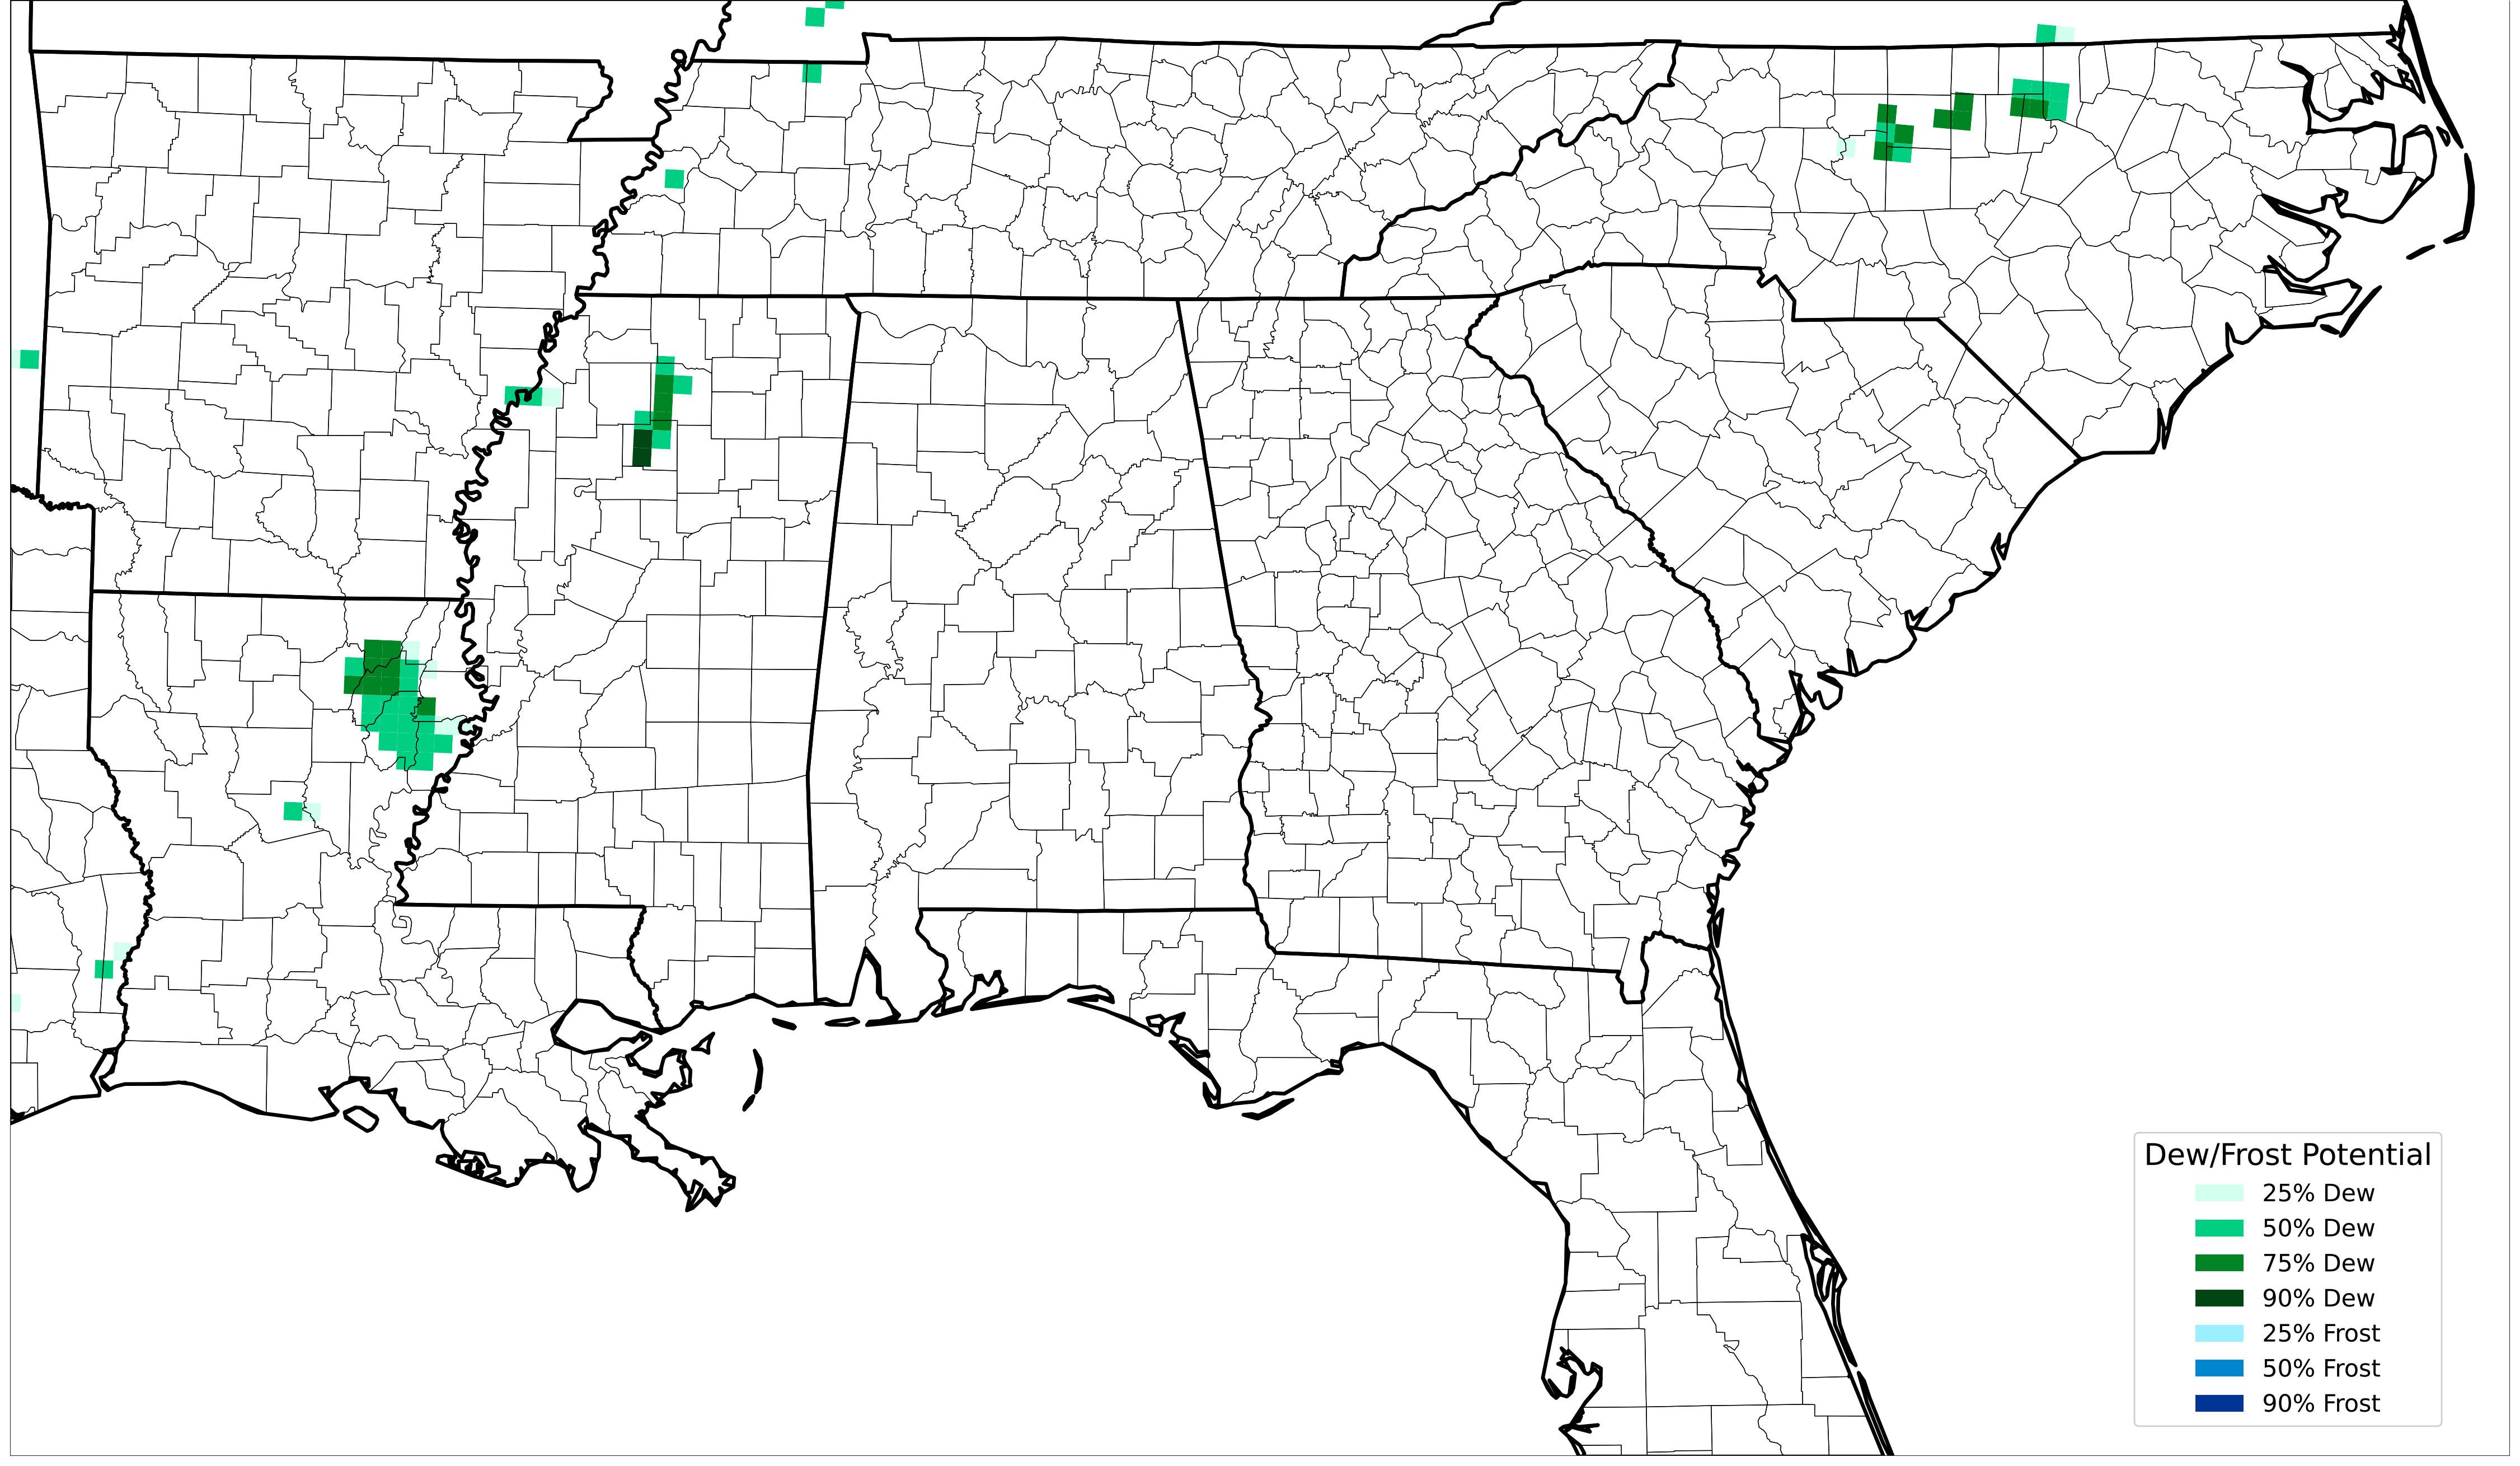 Dew/Frost Potential
25% Dew
50% Dew
75% Dew
90% Dew
25% Frost
50% Frost
90% Frost